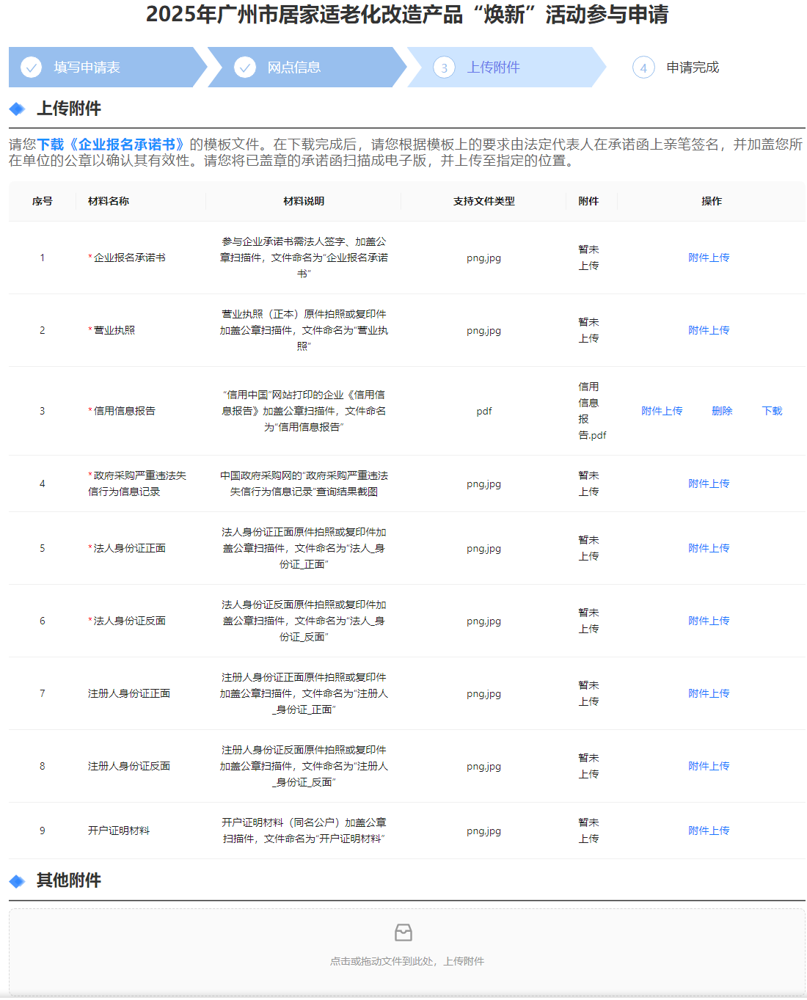 2025年广州市居家适老化改造产品“焕新”活动参与申请
填写申请表
网点信息
3 上传附件
4 申请完成
上传附件
请您下载《企业报名承诺书》的模板文件。在下载完成后，请您根据模板上的要求由法定代表人在承诺函上亲笔签名，并加盖您所
在单位的公章以确认其有效性。请您将已盖章的承诺函扫描成电子版，并上传至指定的位置。
序号 材料名称 材料说明 支持文件类型 附件 操作
1
*企业报名承诺书
参与企业承诺书需法人签字、加盖公
章扫描件，文件命名为“企业报名承诺
书”
png,jpg
暂未
上传
附件上传
2
*营业执照
营业执照（正本）原件拍照或复印件
加盖公章扫描件，文件命名为“营业执
照”
png,jpg
暂未
上传
附件上传
3
*信用信息报告
“信用中国”网站打印的企业《信用信
息报告》加盖公章扫描件，文件命名
为“信用信息报告”
pdf
信用
信息
报
告.pdf
附件上传 删除 下载
4
*政府采购严重违法失
信行为信息记录
中国政府采购网的“政府采购严重违法
失信行为信息记录”查询结果截图
png,jpg
暂未
上传
附件上传
5
*法人身份证正面
法人身份证正面原件拍照或复印件加
盖公章扫描件，文件命名为“法人_身
份证_正面”
png,jpg
暂未
上传
附件上传
6
*法人身份证反面
法人身份证反面原件拍照或复印件加
盖公章扫描件，文件命名为“法人_身
份证_反面”
png,jpg
暂未
上传
附件上传
7
注册人身份证正面
注册人身份证正面原件拍照或复印件
加盖公章扫描件，文件命名为“注册人
_身份证_正面”
png,jpg
暂未
上传
附件上传
8
注册人身份证反面
注册人身份证反面原件拍照或复印件
加盖公章扫描件，文件命名为“注册人
_身份证_反面”
png,jpg
暂未
上传
附件上传
9
开户证明材料
开户证明材料（同名公户）加盖公章
扫描件，文件命名为“开户证明材料”
png,jpg
暂未
上传
附件上传
其他附件
点击或拖动文件到此处，上传附件